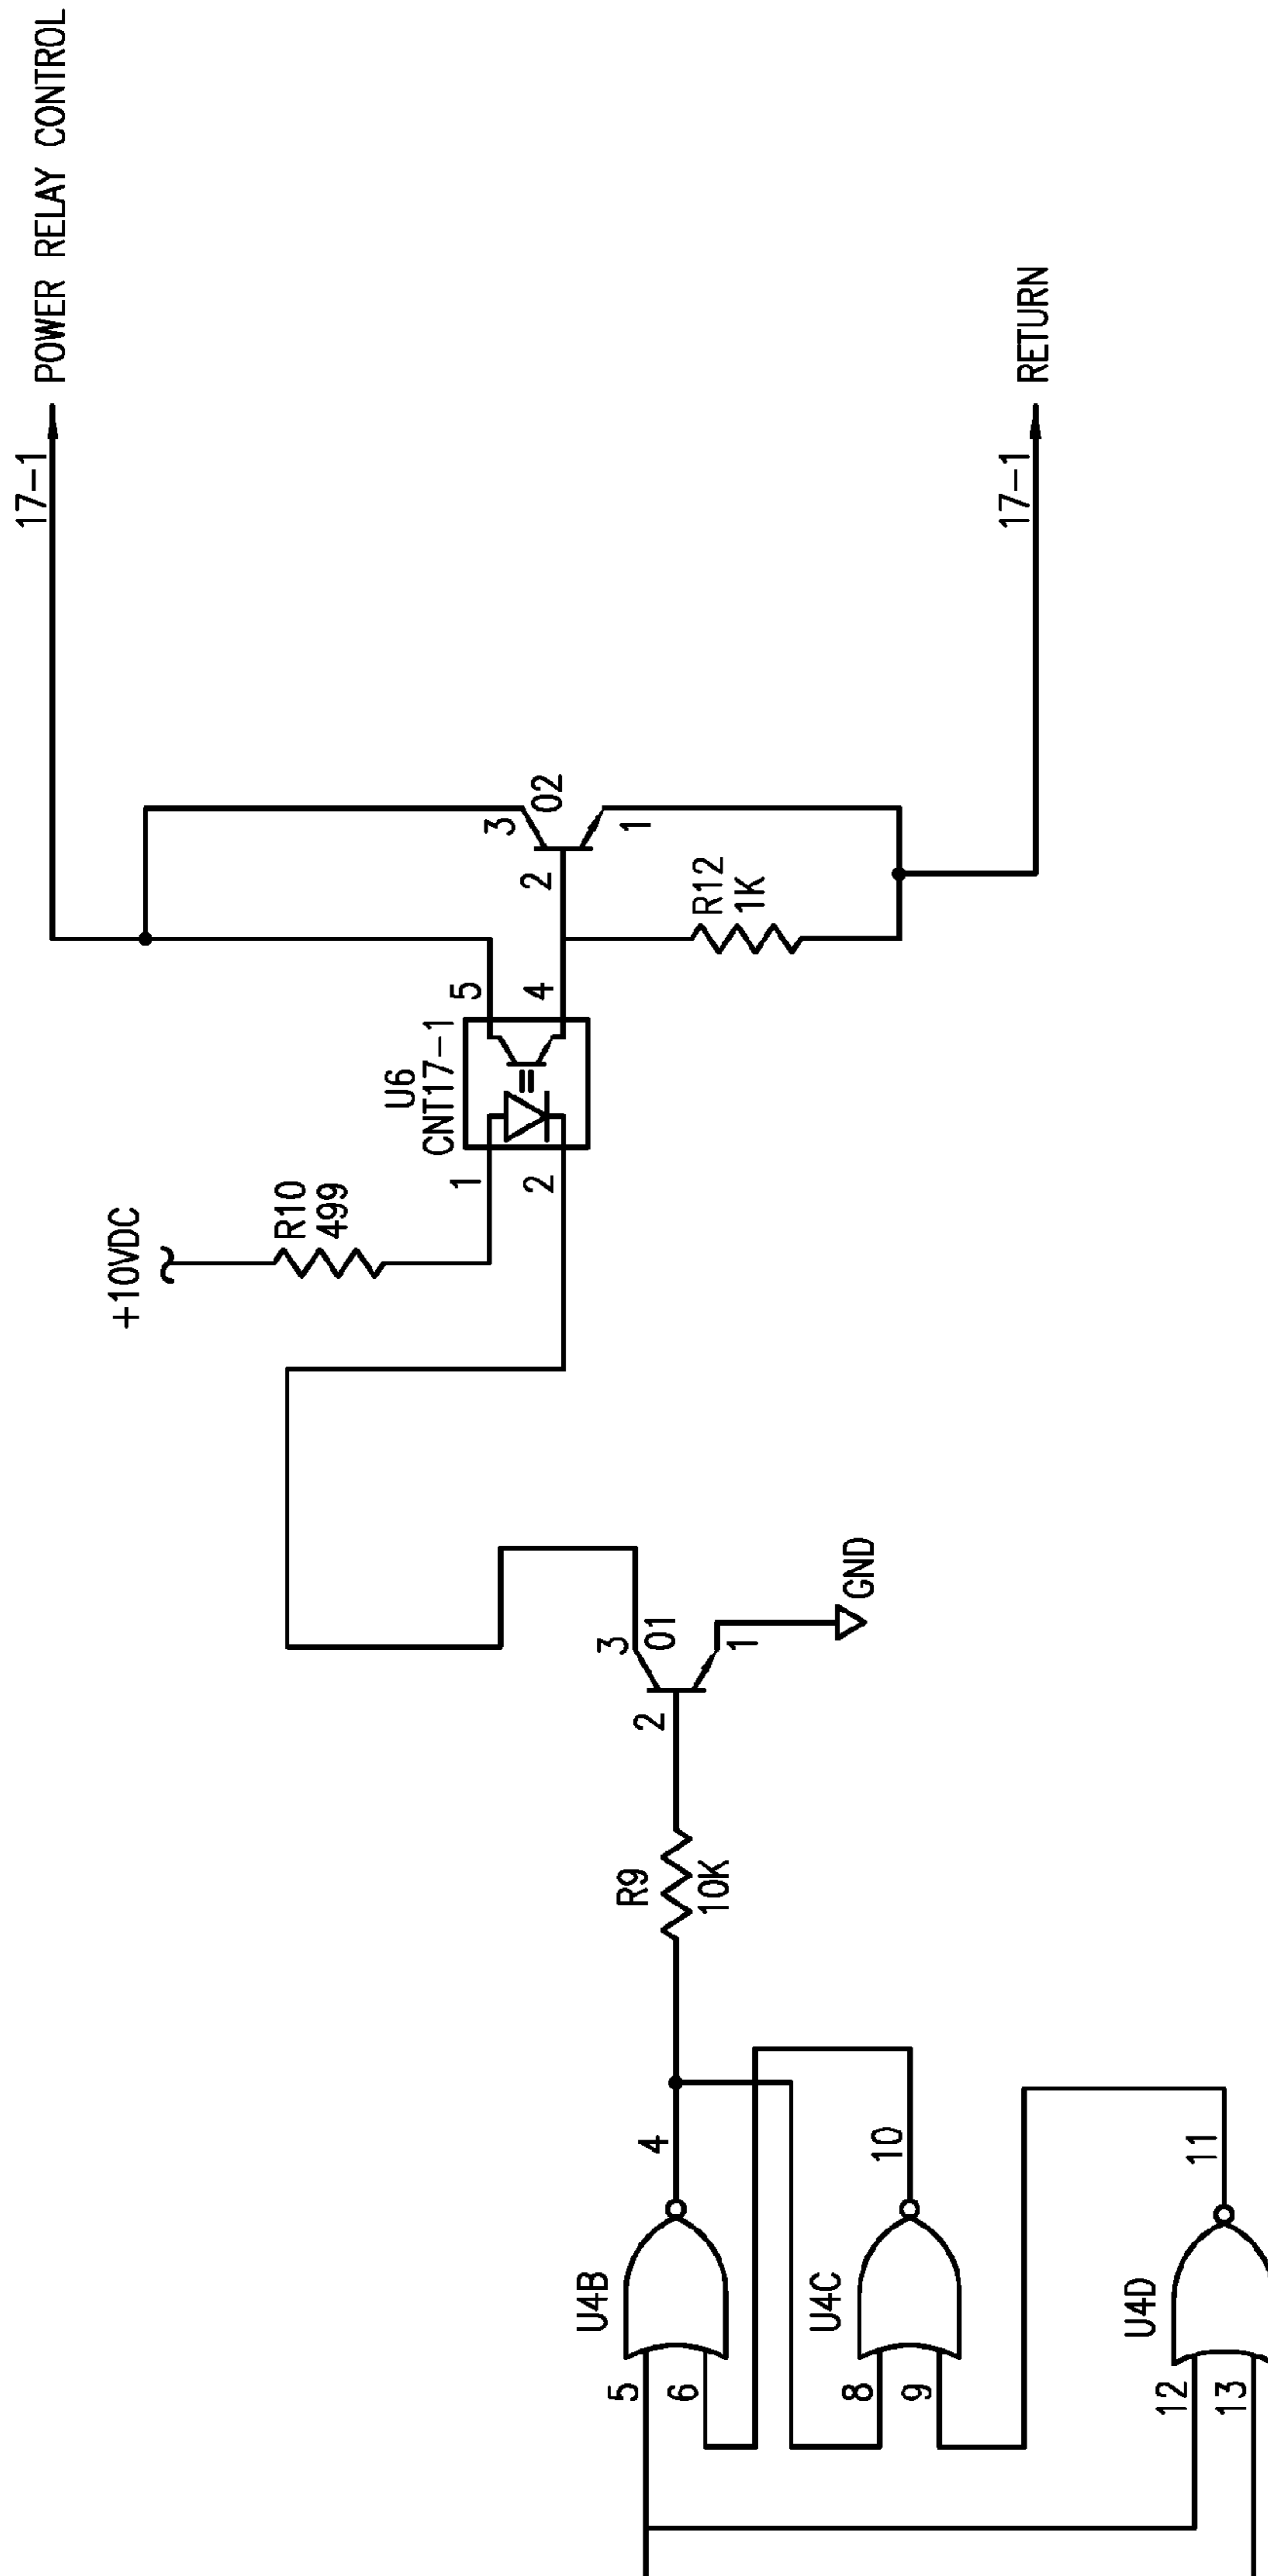 17-1
POWER RELAY CONTROL
+10VDC
R10
499
U6
CNT17-1
1
2
5
4
3
02
2
1
R12
1K
17-1
RETURN
3
01
2
1
GND
R9
10K
U4B
5
6
4
U4C
8
9
10
U4D
12
13
11